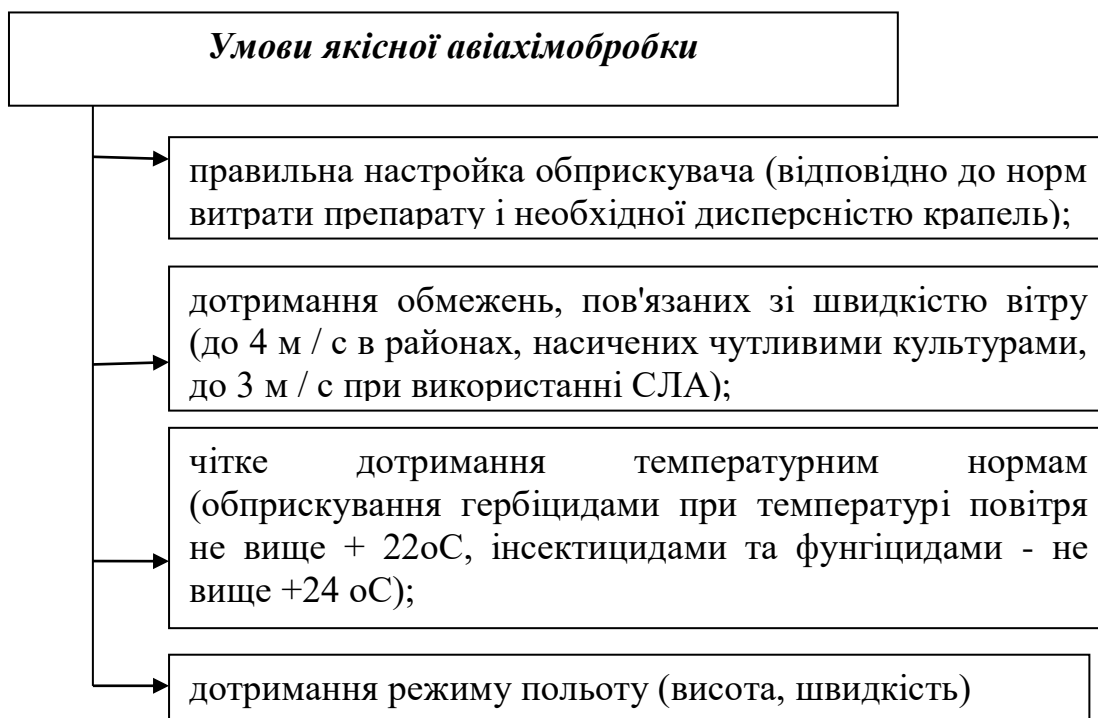 Умови якісної авіахімобробки
правильна настройка обприскувача (відповідно до норм
витрати препарату і необхідної дисперсністю крапель);
дотримання обмежень, пов'язаних зі швидкістю вітру
(до 4 м / с в районах, насичених чутливими культурами,
до 3 м / с при використанні СЛА);
чітке дотримання температурним нормам
(обприскування гербіцидами при температурі повітря
не вище + 22оС, інсектицидами та фунгіцидами - не
вище +24 оС);
дотримання режиму польоту (висота, швидкість)